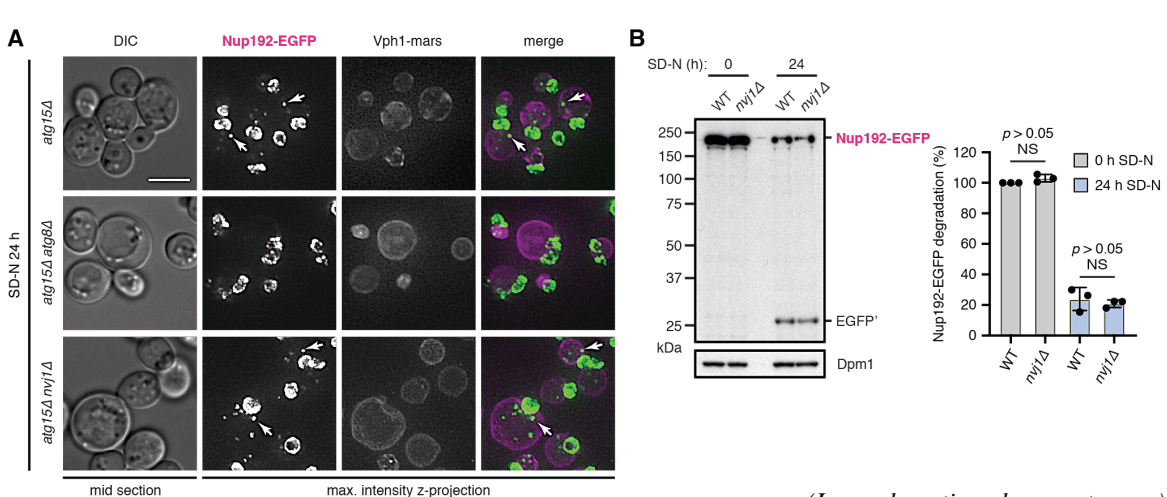 A
DIC
Nup192-EGFP
Vph1-mars
merge
SD-N 24 h
atg15Δ
atg15Δ atg8Δ
atg15Δ nvj1Δ
mid section
max. intensity z-projection
B
SD-N (h):
0
24
WT
nvj1Δ
WT
nvj1Δ
250
150
100
75
50
37
25
kDa
Nup192-EGFP
EGFP'
Dpm1
Nup192-EGFP degradation (%)
120
100
80
60
40
20
0
p > 0.05
NS
p > 0.05
NS
WT
nvj1Δ
WT
nvj1Δ
0 h SD-N
24 h SD-N